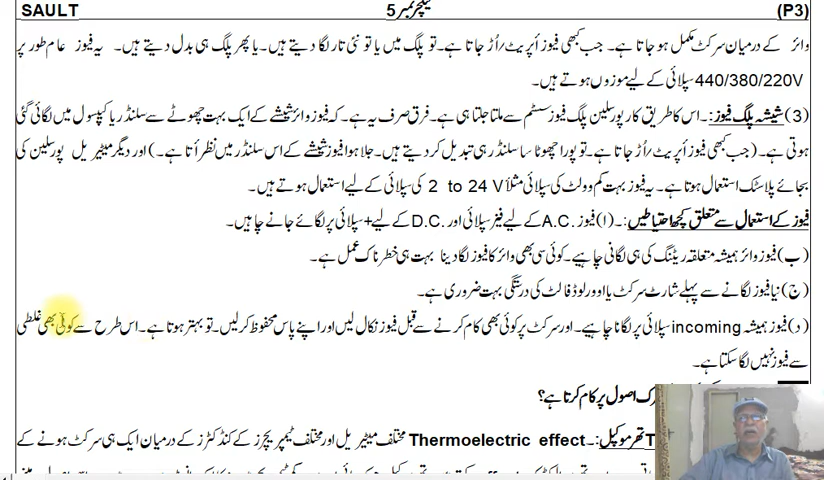 SAULT لیکچر نمبر 5 (P3)
وائر کے درمیان سرکٹ مکمل ہو جاتا ہے۔ جب کبھی فیوز اُپریٹ/اُڑ جاتا ہے۔ تو پلگ میں یا تو نئی تار لگا دیتے ہیں۔ یا پھر پلگ ہی بدل دیتے ہیں۔ یہ فیوز عام طور پر
440/380/220V سپلائی کے لیے موزوں ہوتے ہیں۔
(3) شیشہ پلگ فیوز:۔ اس کا طریق کار پورسلین پلگ فیوز سسٹم سے ملتا جلتا ہی ہے۔ فرق صرف یہ ہے۔ کہ فیوز وائر شیشے کے ایک بہت چھوٹے سے سلنڈر یا کیپسول میں لگائی گئی
ہوتی ہے۔ (جب کبھی فیوز اُپریٹ/اُڑ جاتا ہے۔ تو پورا چھوٹا سا سلنڈر ہی تبدیل کر دیتے ہیں۔ جلا ہوا فیوز شیشے کے اس سلنڈر میں نظر اُتا ہے۔) اور دیگر میٹیریل پورسلین کی
بجائے پلاسٹک استعمال ہوتا ہے۔ یہ فیوز بہت کم وولٹ کی سپلائی مثلاً 2 to 24 V کی سپلائی کے لیے استعمال ہوتے ہیں۔
فیوز کے استعمال سے متعلق کچھ احتیاطیں:۔ (ا) فیوز A.C. کے لیے فیز سپلائی اور D.C. کے لیے + سپلائی پر لگائے جانے چاہیں۔
(ب) فیوز وائر ہمیشہ متعلقہ ریٹنگ کی ہی لگانی چاہیے۔ کوئی سی بھی وائر کا فیوز لگا دینا بہت ہی خطرناک عمل ہے۔
(ج) نیا فیوز لگانے سے پہلے شارٹ سرکٹ یا اوورلوڈ فالٹ کی درستگی بہت ضروری ہے۔
(د) فیوز ہمیشہ incoming سپلائی پر لگانا چاہیے۔ اور سرکٹ پر کوئی بھی کام کرنے سے قبل فیوز نکال لیں اور اپنے پاس محفوظ کر لیں۔ تو بہتر ہوتا ہے۔ اس طرح سے کوئی بھی غلطی
سے فیوز نہیں لگا سکتا ہے۔
اصول پر کام کرتا ہے؟
تھرموکپل:۔ Thermoelectric effect مختلف میٹیریل اور مختلف ٹیمپریچرز کے کنڈکٹرز کے درمیان ایک ہی سرکٹ ہونے کے